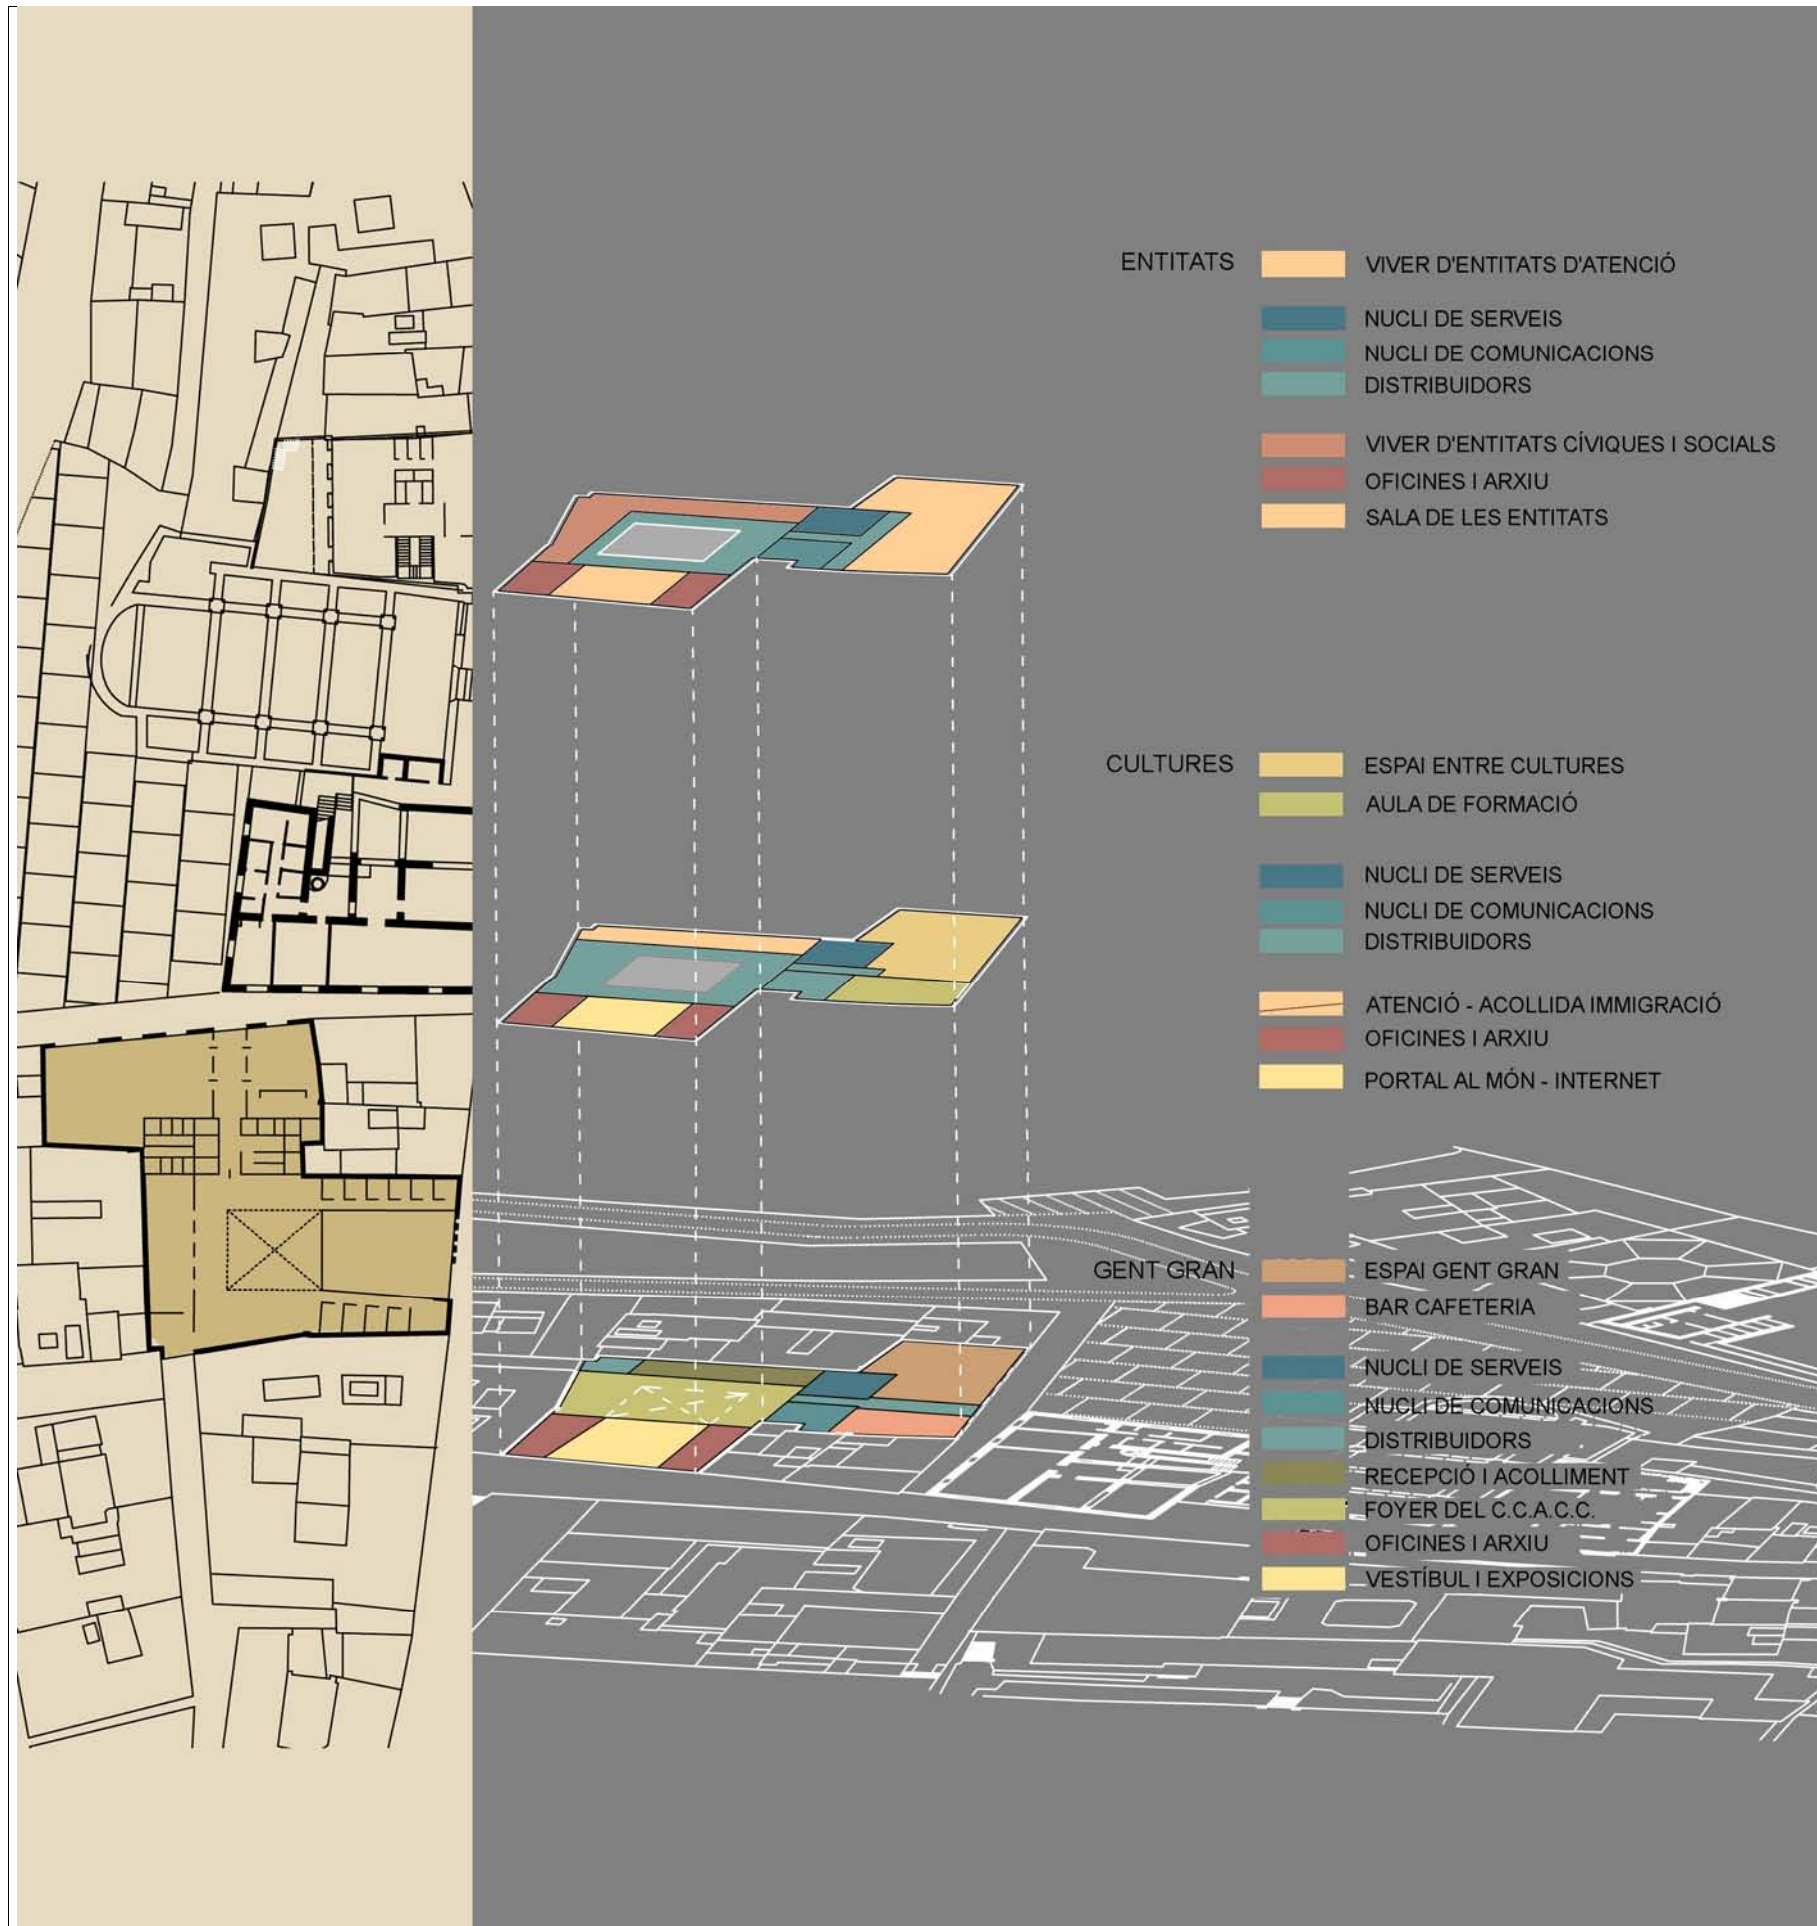 ENTITATS VIVER D'ENTITATS D'ATENCIÓ
NUCLI DE SERVEIS
NUCLI DE COMUNICACIONS
DISTRIBUIDORS
VIVER D'ENTITATS CÍVIQUES I SOCIALS
OFICINES I ARXIU
SALA DE LES ENTITATS
CULTURES ESPAI ENTRE CULTURES
AULA DE FORMACIÓ
NUCLI DE SERVEIS
NUCLI DE COMUNICACIONS
DISTRIBUIDORS
ATENCIÓ - ACOLLIDA IMMIGRACIÓ
OFICINES I ARXIU
PORTAL AL MÓN - INTERNET
GENT GRAN ESPAI GENT GRAN
BAR CAFETERIA
NUCLI DE SERVEIS
NUCLI DE COMUNICACIONS
DISTRIBUIDORS
RECEPCIÓ I ACOLLIMENT
FOYER DEL C.C.A.C.C.
OFICINES I ARXIU
VESTÍBUL I EXPOSICIONS